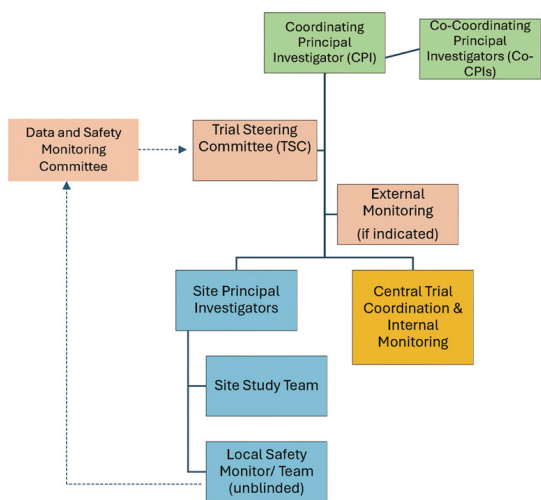 Coordinating
Principal
Investigator (CPI)
Co-Coordinating
Principal
Investigators (Co-
CPIs)
Data and Safety
Monitoring
Committee
Trial Steering
Committee (TSC)
External
Monitoring
(if indicated)
Site Principal
Investigators
Central Trial
Coordination &
Internal
Monitoring
Site Study Team
Local Safety
Monitor/ Team
(unblinded)